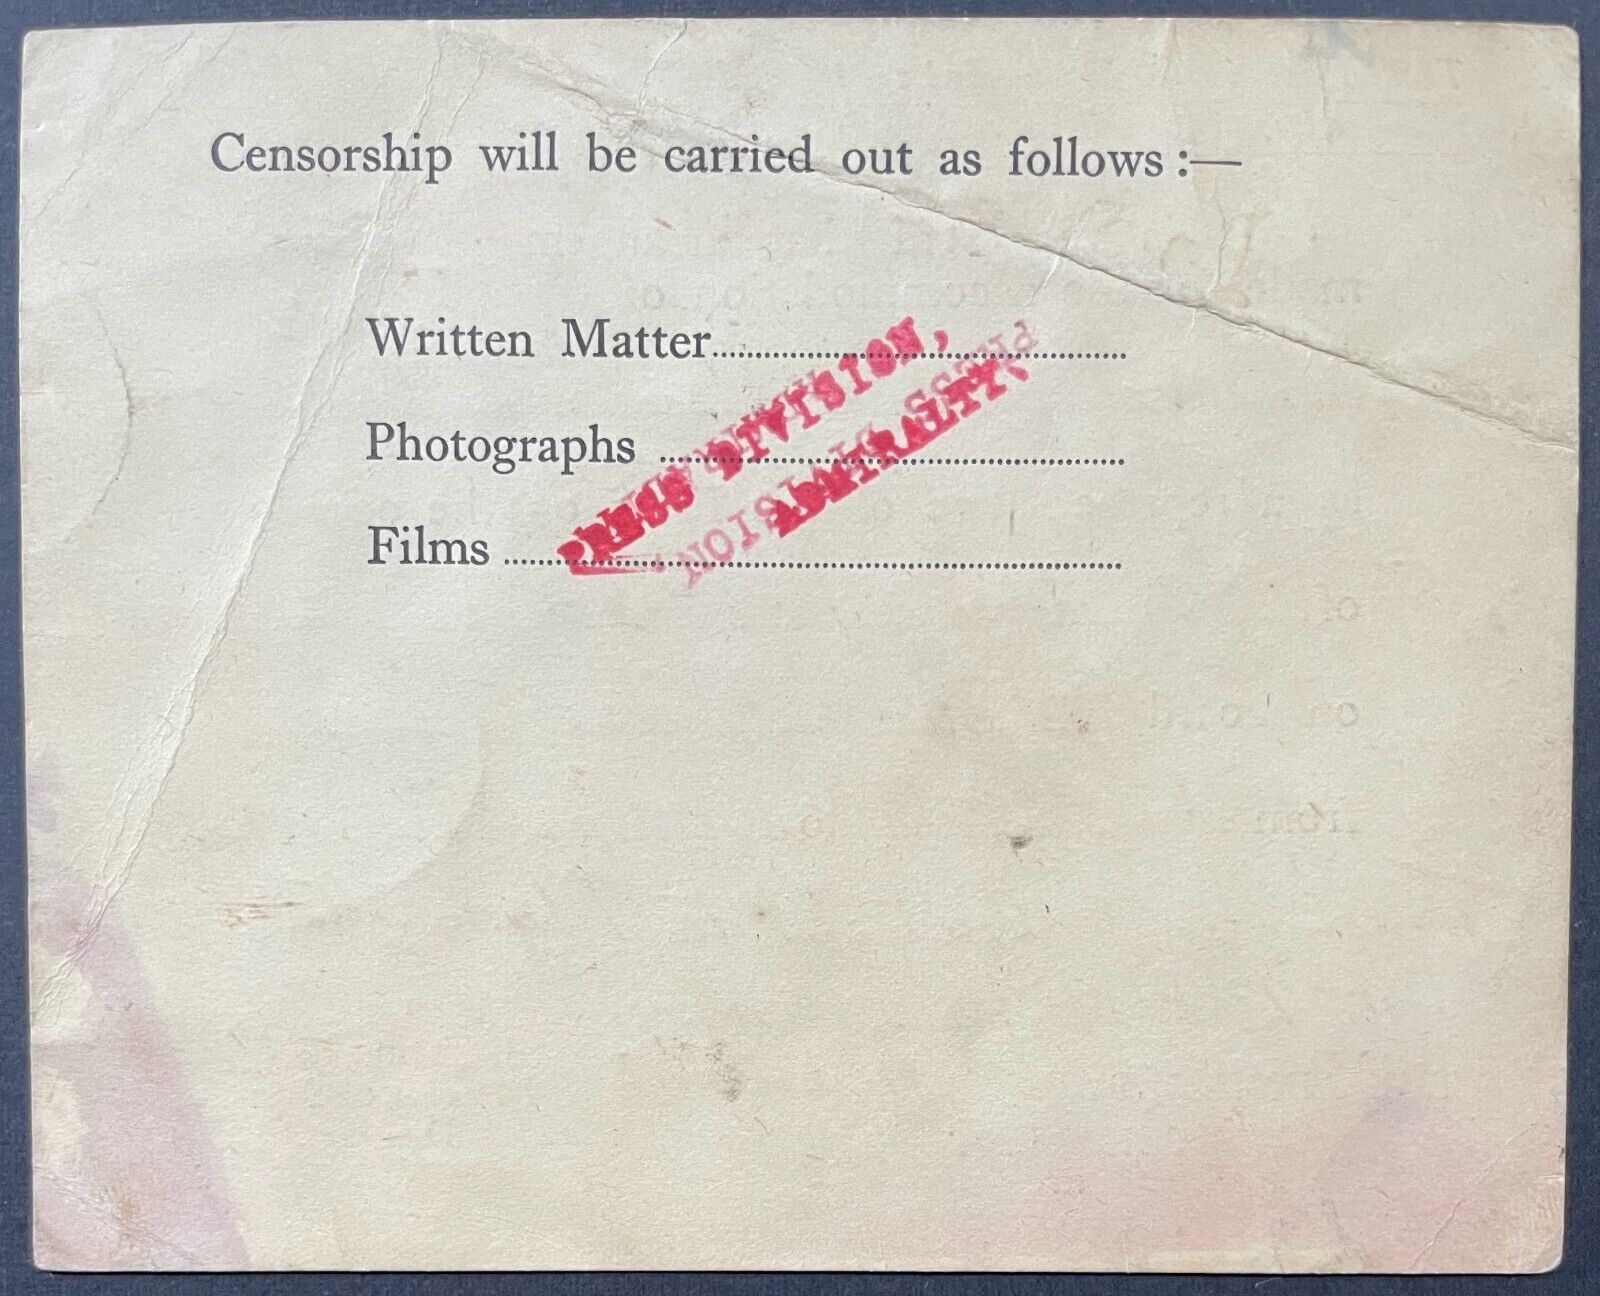 Censorship will be carried out as follows :—
Written Matter..............................
Photographs ..............................
Films ..............................
PRESS DIVISION,
ADMIRALTY